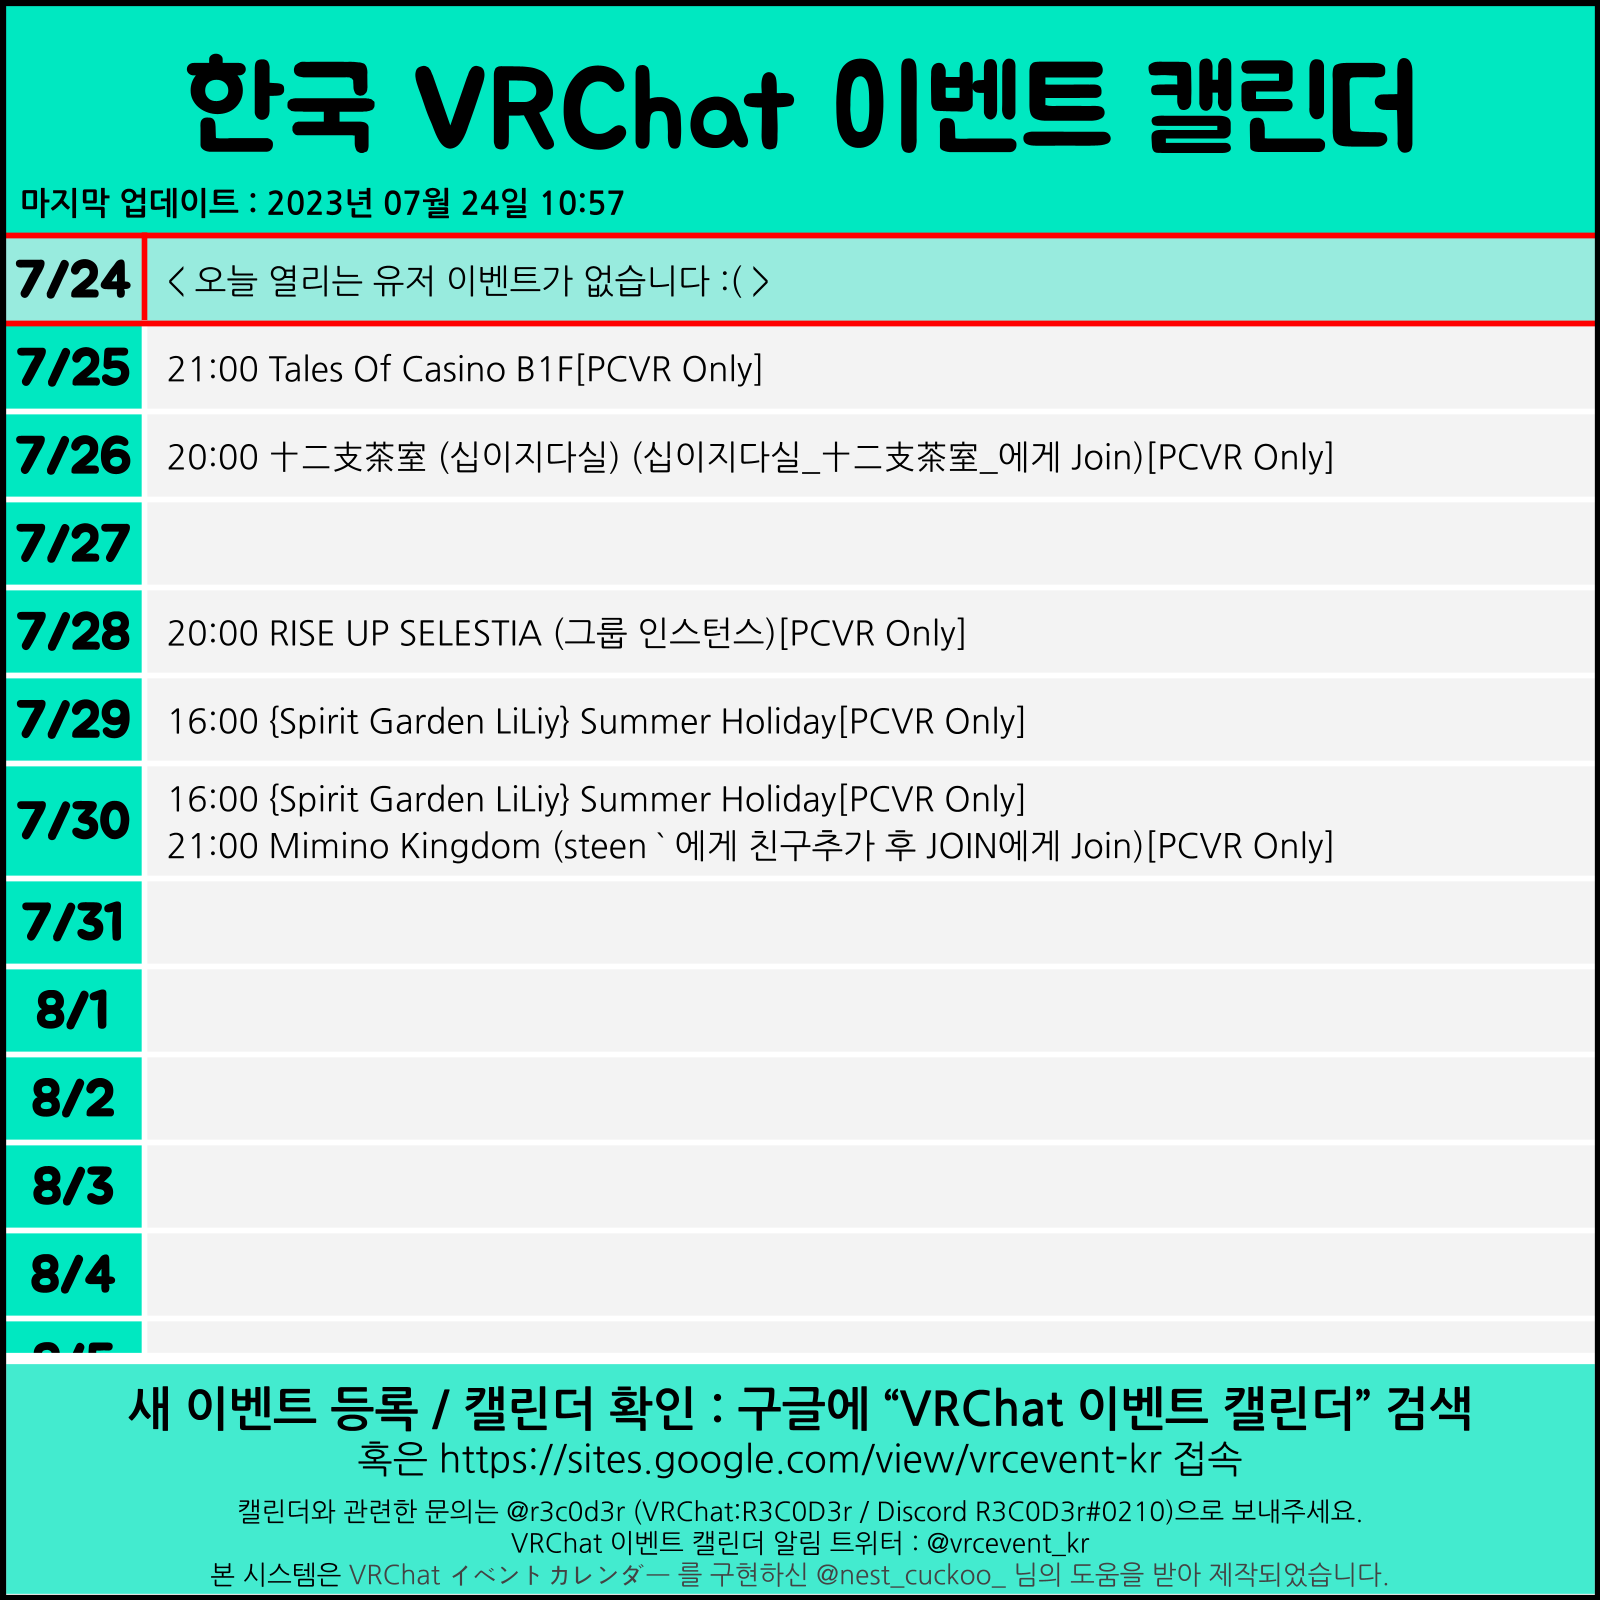 한국 VRChat 이벤트 캘린더
마지막 업데이트 : 2023년 07월 24일 10:57
7/24 < 오늘 열리는 유저 이벤트가 없습니다 :( >
7/25 21:00 Tales Of Casino B1F[PCVR Only]
7/26 20:00 十二支茶室 (십이지다실) (십이지다실_十二支茶室_에게 Join)[PCVR Only]
7/27
7/28 20:00 RISE UP SELESTIA (그룹 인스턴스)[PCVR Only]
7/29 16:00 {Spirit Garden LiLiy} Summer Holiday[PCVR Only]
7/30 16:00 {Spirit Garden LiLiy} Summer Holiday[PCVR Only]
21:00 Mimino Kingdom (steen ` 에게 친구추가 후 JOIN에게 Join)[PCVR Only]
7/31
8/1
8/2
8/3
8/4
8/5
새 이벤트 등록 / 캘린더 확인 : 구글에 “VRChat 이벤트 캘린더” 검색
혹은 https://sites.google.com/view/vrcevent-kr 접속
캘린더와 관련한 문의는 @r3c0d3r (VRChat:R3C0D3r / Discord R3C0D3r#0210)으로 보내주세요.
VRChat 이벤트 캘린더 알림 트위터 : @vrcevent_kr
본 시스템은 VRChat イベントカレンダー 를 구현하신 @nest_cuckoo_ 님의 도움을 받아 제작되었습니다.